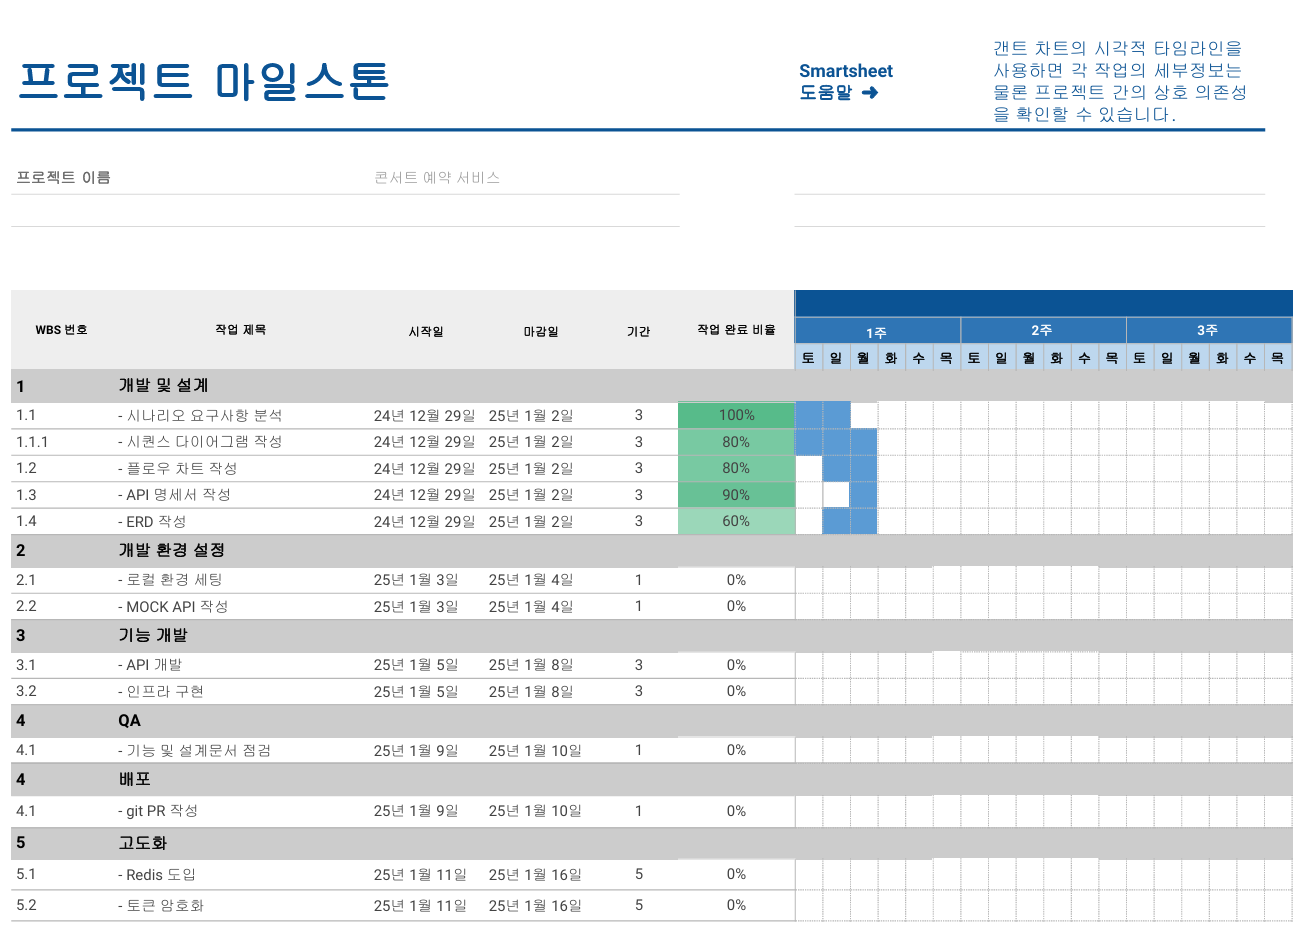 프로젝트 마일스톤
Smartsheet
도움말 ➜
갠트 차트의 시각적 타임라인을
사용하면 각 작업의 세부정보는
물론 프로젝트 간의 상호 의존성
을 확인할 수 있습니다.
프로젝트 이름 콘서트 예약 서비스
WBS 번호 작업 제목 시작일 마감일 기간 작업 완료 비율
1주 2주 3주
토 일 월 화 수 목 토 일 월 화 수 목 토 일 월 화 수 목
1 개발 및 설계
1.1 - 시나리오 요구사항 분석 24년 12월 29일 25년 1월 2일 3 100%
1.1.1 - 시퀀스 다이어그램 작성 24년 12월 29일 25년 1월 2일 3 80%
1.2 - 플로우 차트 작성 24년 12월 29일 25년 1월 2일 3 80%
1.3 - API 명세서 작성 24년 12월 29일 25년 1월 2일 3 90%
1.4 - ERD 작성 24년 12월 29일 25년 1월 2일 3 60%
2 개발 환경 설정
2.1 - 로컬 환경 세팅 25년 1월 3일 25년 1월 4일 1 0%
2.2 - MOCK API 작성 25년 1월 3일 25년 1월 4일 1 0%
3 기능 개발
3.1 - API 개발 25년 1월 5일 25년 1월 8일 3 0%
3.2 - 인프라 구현 25년 1월 5일 25년 1월 8일 3 0%
4 QA
4.1 - 기능 및 설계문서 점검 25년 1월 9일 25년 1월 10일 1 0%
4 배포
4.1 - git PR 작성 25년 1월 9일 25년 1월 10일 1 0%
5 고도화
5.1 - Redis 도입 25년 1월 11일 25년 1월 16일 5 0%
5.2 - 토큰 암호화 25년 1월 11일 25년 1월 16일 5 0%